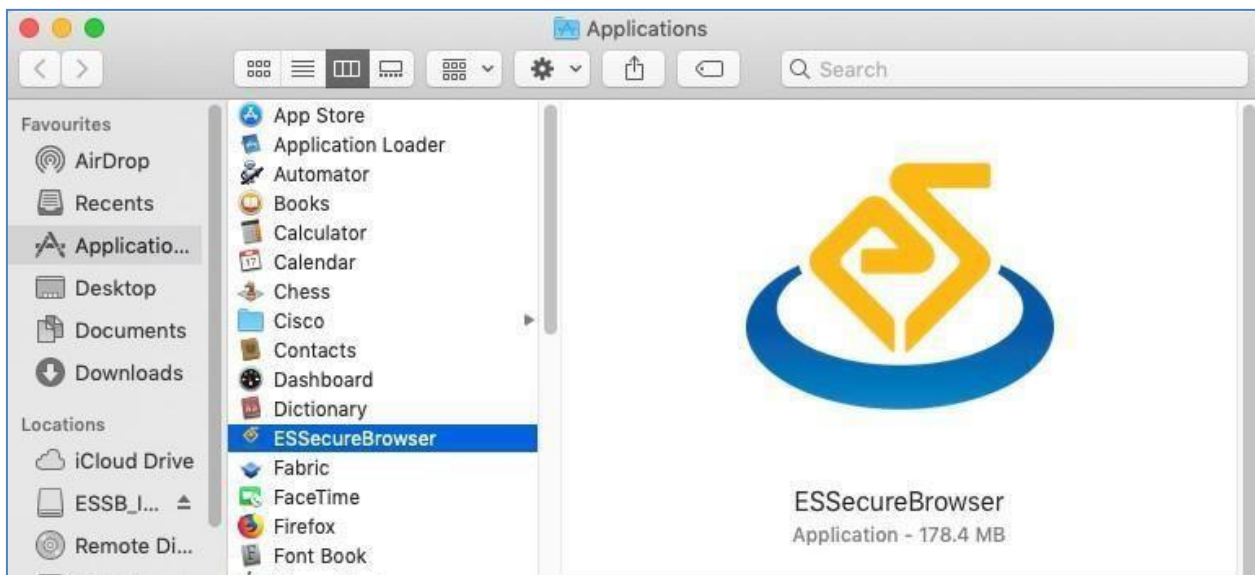 Applications
Search
Favourites
AirDrop
Recents
Applicatio...
Desktop
Documents
Downloads
Locations
iCloud Drive
ESSB_I...
Remote Di...
App Store
Application Loader
Automator
Books
Calculator
Calendar
Chess
Cisco
Contacts
Dashboard
Dictionary
ESSecureBrowser
Fabric
FaceTime
Firefox
Font Book
ESSecureBrowser
Application - 178.4 MB